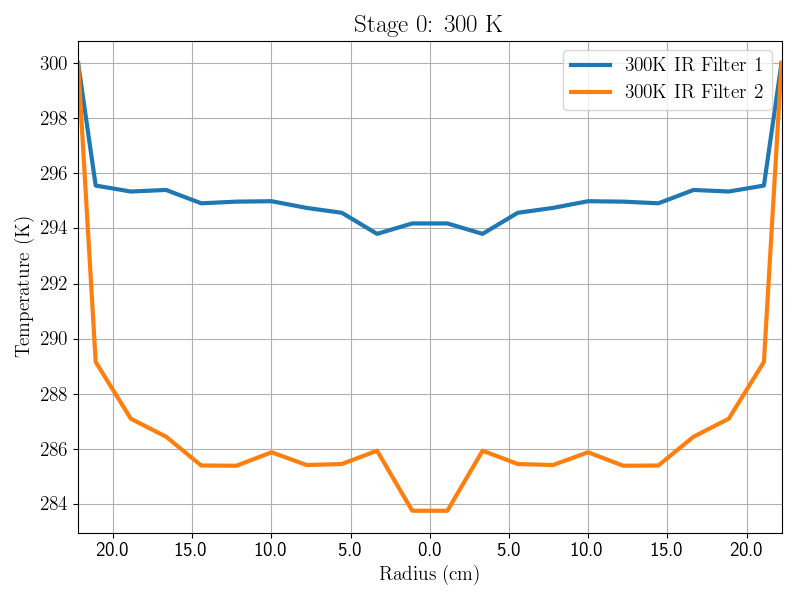 Stage 0: 300 K
300K IR Filter 1
300K IR Filter 2
Temperature (K)
300
298
296
294
292
290
288
286
284
20.0 15.0 10.0 5.0 0.0 5.0 10.0 15.0 20.0
Radius (cm)